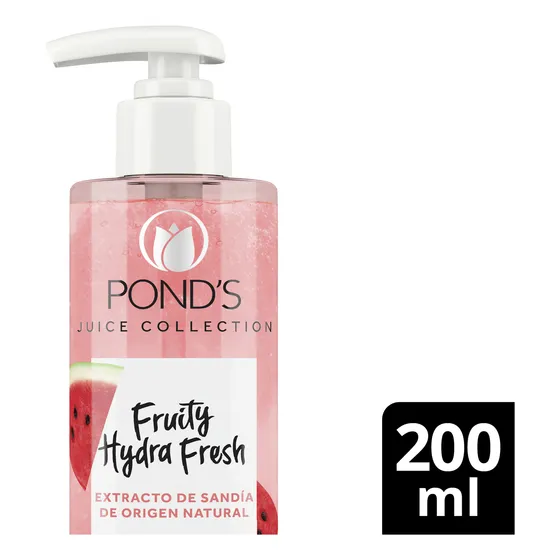 POND'S
JUICE COLLECTION
Fruity
Hydra Fresh
EXTRACTO DE SANDÍA
DE ORIGEN NATURAL
200
ml